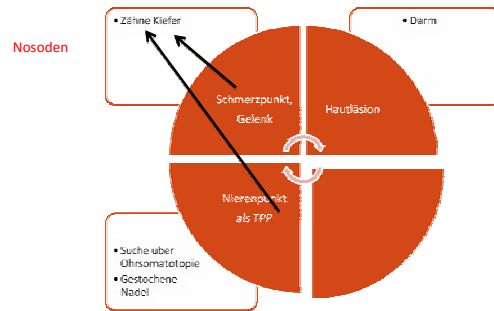 • Zähne Kiefer
• Darm
Nosoden
Schmerzpunkt,
Gelenk
Hautläsion
Nierenpunkt
als TPP
• Suche über
Ohrsomatotopie
• Gestochene
Nadel